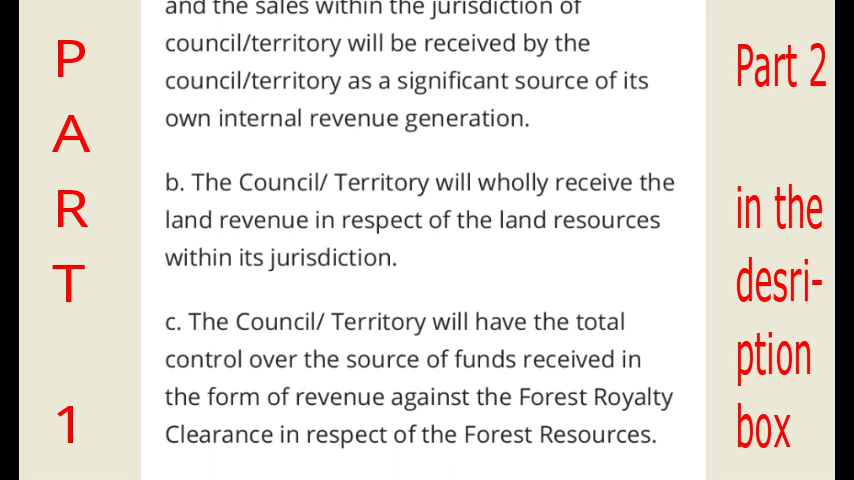 P
A
R
T
1
and the sales within the jurisdiction of
council/territory will be received by the
council/territory as a significant source of its
own internal revenue generation.
b. The Council/ Territory will wholly receive the
land revenue in respect of the land resources
within its jurisdiction.
c. The Council/ Territory will have the total
control over the source of funds received in
the form of revenue against the Forest Royalty
Clearance in respect of the Forest Resources.
Part 2
in the
desri-
ption
box